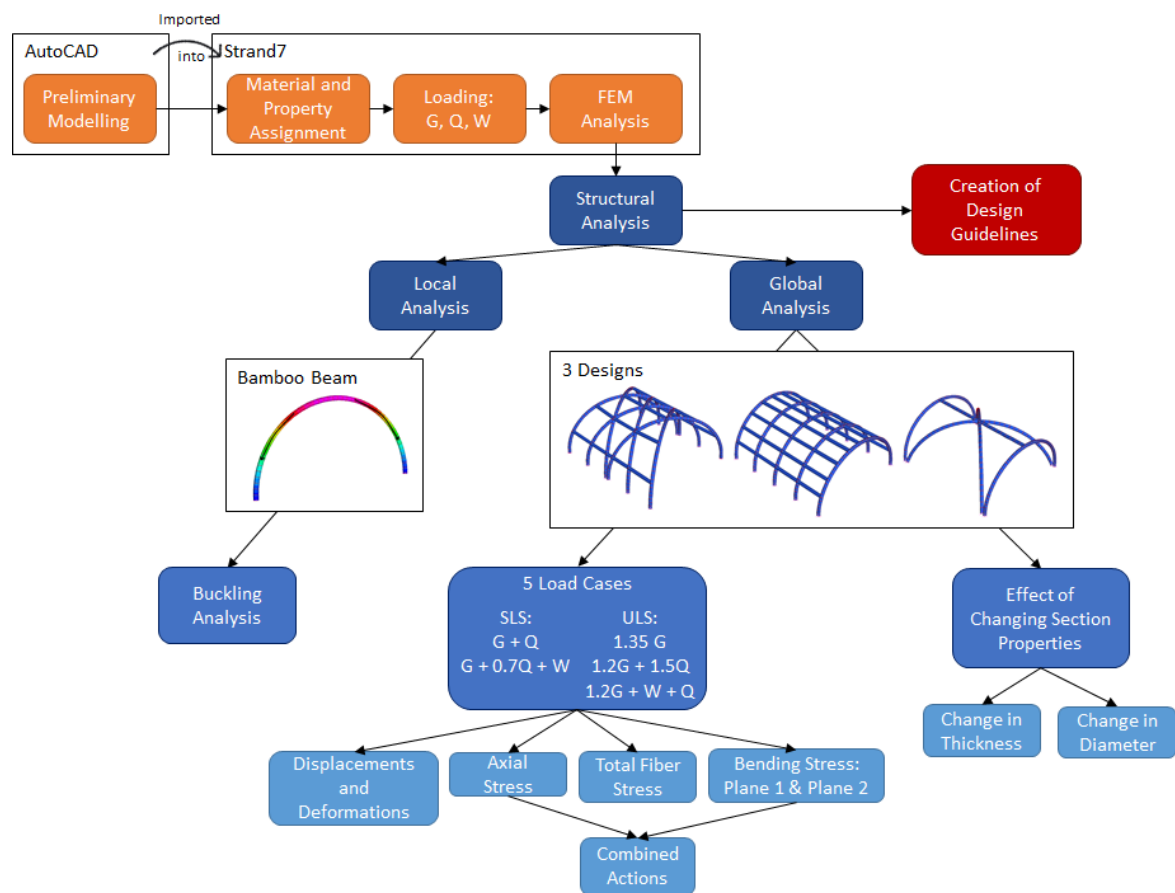 Imported
into
AutoCAD
Strand7
Preliminary
Modelling
Material and
Property
Assignment
Loading:
G, Q, W
FEM
Analysis
Structural
Analysis
Creation of
Design
Guidelines
Local
Analysis
Global
Analysis
Bamboo Beam
3 Designs
Buckling
Analysis
5 Load Cases
SLS:
G + Q
G + 0.7Q + W
ULS:
1.35 G
1.2G + 1.5Q
1.2G + W + Q
Effect of
Changing Section
Properties
Change in
Thickness
Change in
Diameter
Displacements
and
Deformations
Axial
Stress
Total Fiber
Stress
Bending Stress:
Plane 1 & Plane 2
Combined
Actions